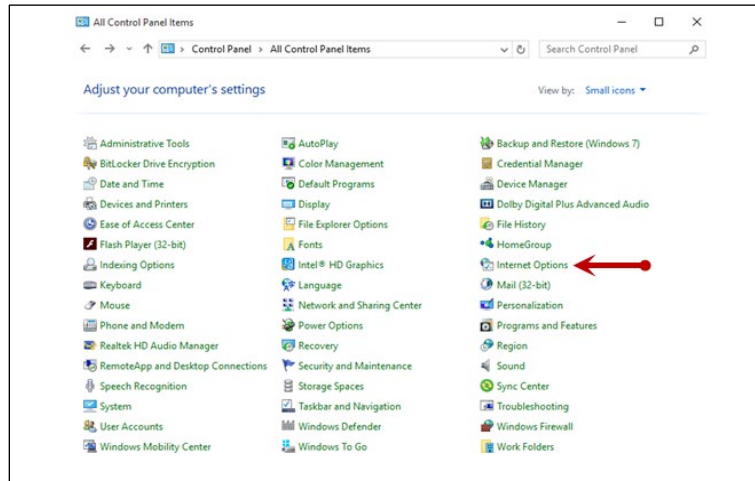 All Control Panel Items
Control Panel > All Control Panel Items
Search Control Panel
Adjust your computer's settings
View by: Small icons
Administrative Tools AutoPlay Backup and Restore (Windows 7)
BitLocker Drive Encryption Color Management Credential Manager
Date and Time Default Programs Device Manager
Devices and Printers Display Dolby Digital Plus Advanced Audio
Ease of Access Center File Explorer Options File History
Flash Player (32-bit) Fonts HomeGroup
Indexing Options Intel® HD Graphics Internet Options
Keyboard Language Mail (32-bit)
Mouse Network and Sharing Center Personalization
Phone and Modem Power Options Programs and Features
Realtek HD Audio Manager Recovery Region
RemoteApp and Desktop Connections Security and Maintenance Sound
Speech Recognition Storage Spaces Sync Center
System Taskbar and Navigation Troubleshooting
User Accounts Windows Defender Windows Firewall
Windows Mobility Center Windows To Go Work Folders